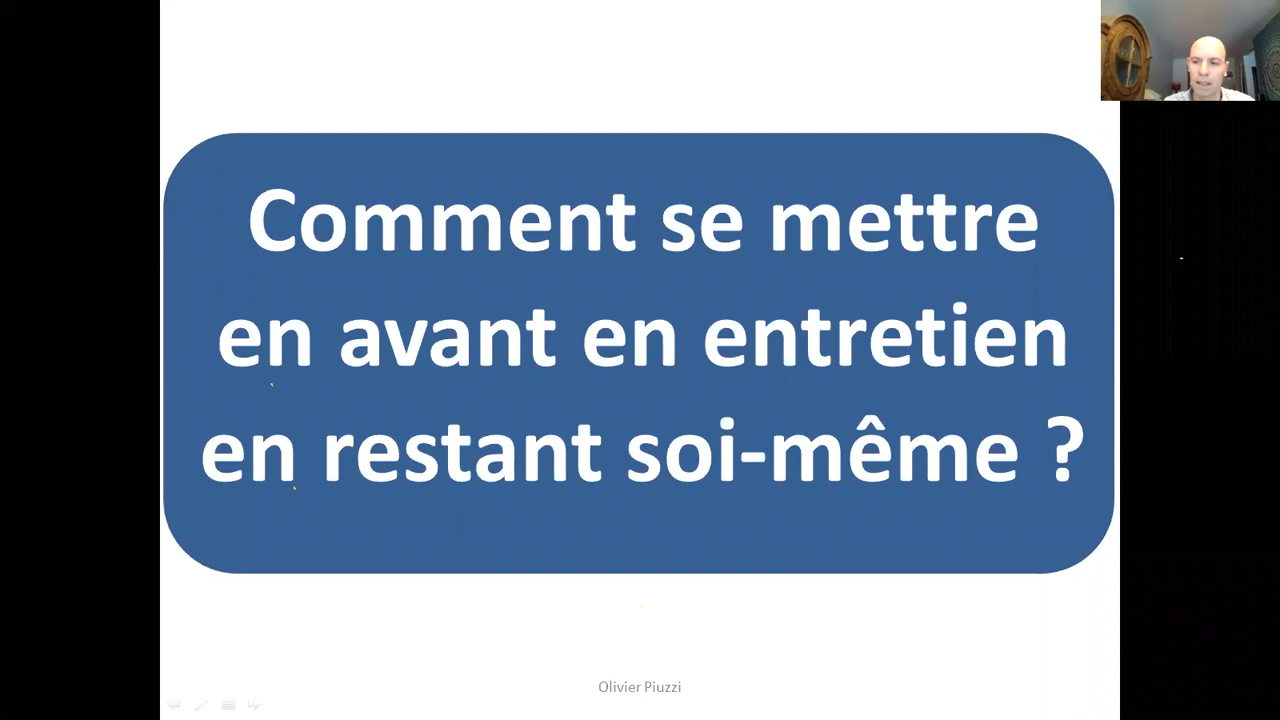 Comment se mettre
en avant en entretien
en restant soi-même ?
Olivier Piuzzi